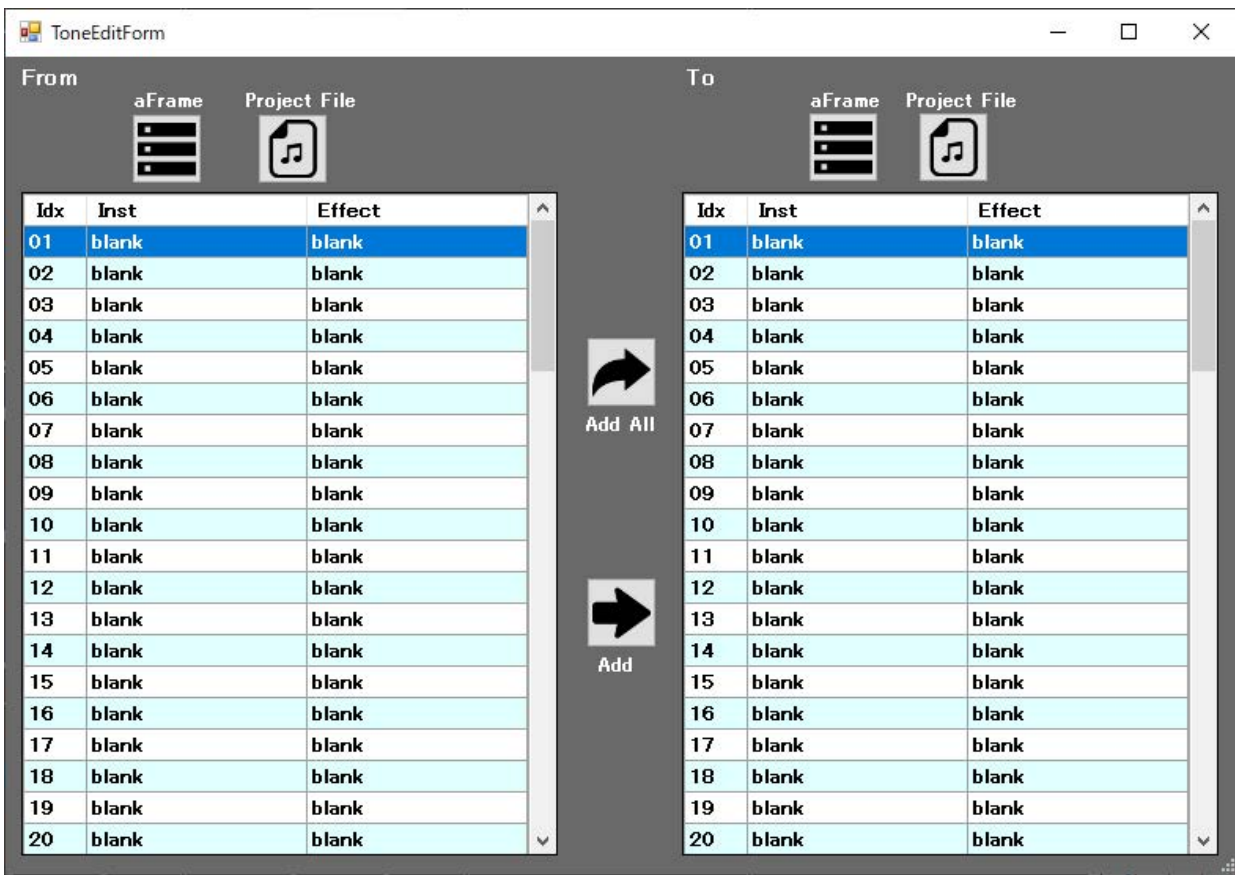 ToneEditForm
From
To
aFrame Project File
aFrame Project File
Idx Inst Effect
01 blank blank
02 blank blank
03 blank blank
04 blank blank
05 blank blank
06 blank blank
07 blank blank
08 blank blank
09 blank blank
10 blank blank
11 blank blank
12 blank blank
13 blank blank
14 blank blank
15 blank blank
16 blank blank
17 blank blank
18 blank blank
19 blank blank
20 blank blank
Add All
Add
Idx Inst Effect
01 blank blank
02 blank blank
03 blank blank
04 blank blank
05 blank blank
06 blank blank
07 blank blank
08 blank blank
09 blank blank
10 blank blank
11 blank blank
12 blank blank
13 blank blank
14 blank blank
15 blank blank
16 blank blank
17 blank blank
18 blank blank
19 blank blank
20 blank blank